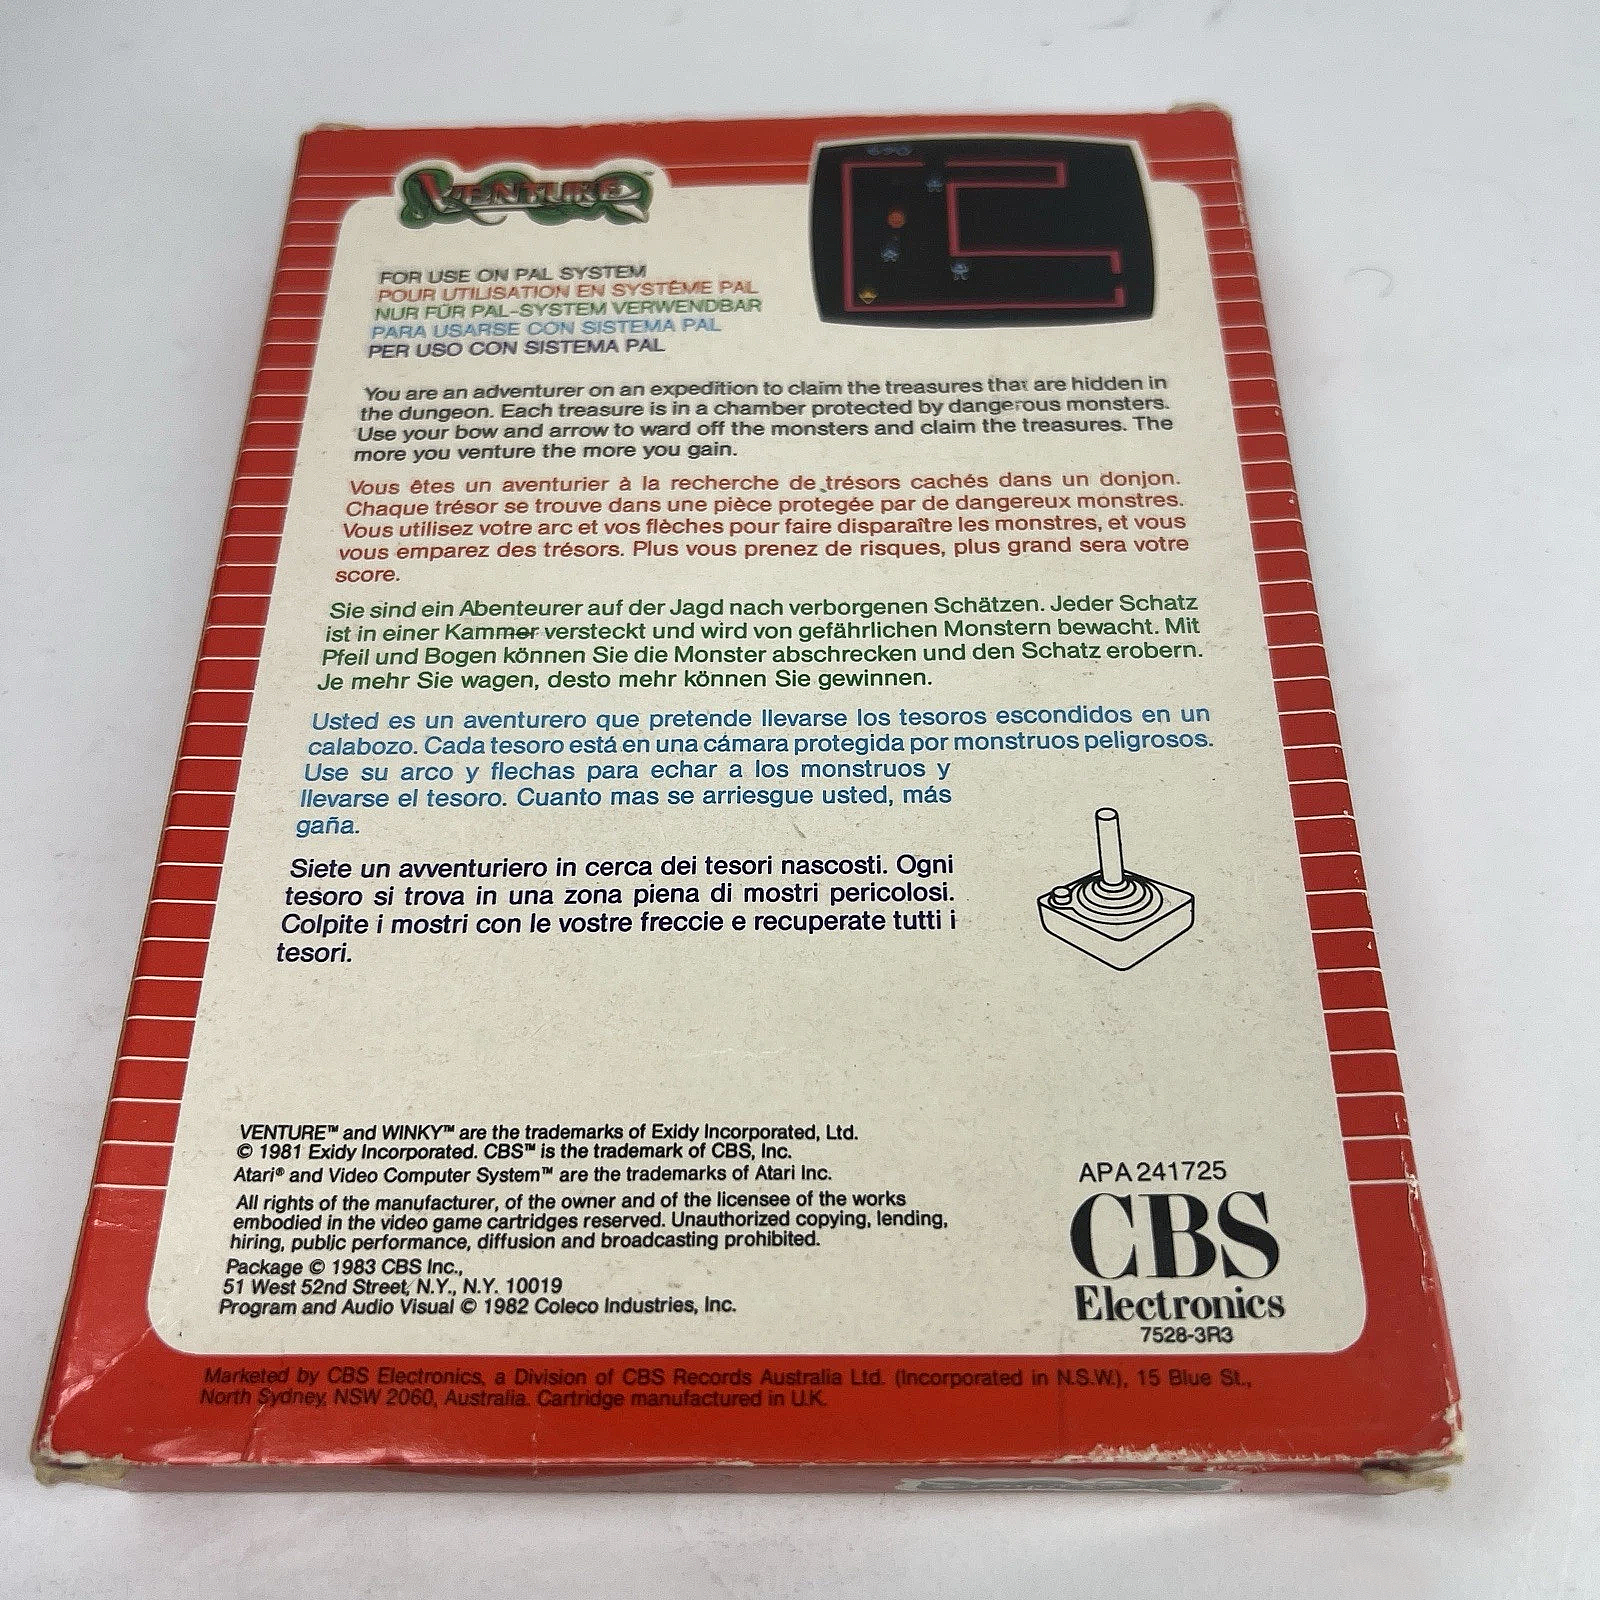 VENTURE™
FOR USE ON PAL SYSTEM
POUR UTILISATION EN SYSTÈME PAL
NUR FÜR PAL-SYSTEM VERWENDBAR
PARA USARSE CON SISTEMA PAL
PER USO CON SISTEMA PAL
You are an adventurer on an expedition to claim the treasures that are hidden in
the dungeon. Each treasure is in a chamber protected by dangerous monsters.
Use your bow and arrow to ward off the monsters and claim the treasures. The
more you venture the more you gain.
Vous êtes un aventurier à la recherche de trésors cachés dans un donjon.
Chaque trésor se trouve dans une pièce protegée par de dangereux monstres.
Vous utilisez votre arc et vos flèches pour faire disparaître les monstres, et vous
vous emparez des trésors. Plus vous prenez de risques, plus grand sera votre
score.
Sie sind ein Abenteurer auf der Jagd nach verborgenen Schätzen. Jeder Schatz
ist in einer Kammer versteckt und wird von gefährlichen Monstern bewacht. Mit
Pfeil und Bogen können Sie die Monster abschrecken und den Schatz erobern.
Je mehr Sie wagen, desto mehr können Sie gewinnen.
Usted es un aventurero que pretende llevarse los tesoros escondidos en un
calabozo. Cada tesoro está en una cámara protegida por monstruos peligrosos.
Use su arco y flechas para echar a los monstruos y
llevarse el tesoro. Cuanto mas se arriesgue usted, más
gaña.
Siete un avventuriero in cerca dei tesori nascosti. Ogni
tesoro si trova in una zona piena di mostri pericolosi.
Colpite i mostri con le vostre freccie e recuperate tutti i
tesori.
VENTURE™ and WINKY™ are the trademarks of Exidy Incorporated, Ltd.
© 1981 Exidy Incorporated. CBS™ is the trademark of CBS, Inc.
Atari® and Video Computer System™ are the trademarks of Atari Inc.
All rights of the manufacturer, of the owner and of the licensee of the works
embodied in the video game cartridges reserved. Unauthorized copying, lending,
hiring, public performance, diffusion and broadcasting prohibited.
Package © 1983 CBS Inc.,
51 West 52nd Street, N.Y., N.Y. 10019
Program and Audio Visual © 1982 Coleco Industries, Inc.
APA 241725
CBS
Electronics
7528-3R3
Marketed by CBS Electronics, a Division of CBS Records Australia Ltd. (Incorporated in N.S.W.), 15 Blue St.,
North Sydney, NSW 2060, Australia. Cartridge manufactured in U.K.